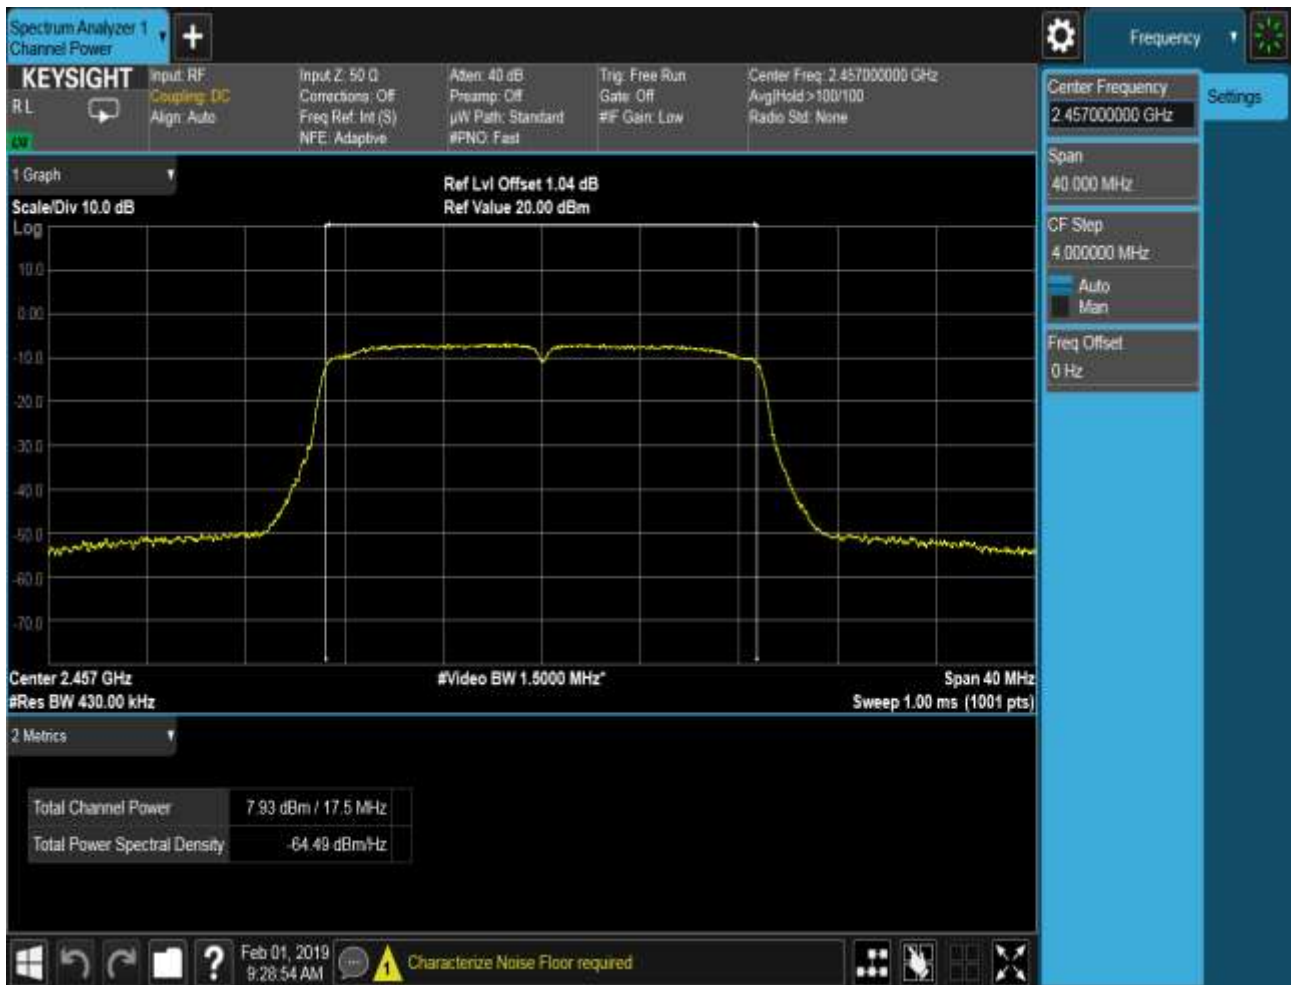 Spectrum Analyzer 1
Channel Power
Frequency
KEYSIGHT
R L
Input: RF
Coupling: DC
Align: Auto
Input Z: 50 Ω
Corrections: Off
Freq Ref: Int (S)
NFE: Adaptive
Atten: 40 dB
Preamp: Off
µW Path: Standard
#PNO: Fast
Trig: Free Run
Gate: Off
#IF Gain: Low
Center Freq: 2.457000000 GHz
Avg|Hold >100/100
Radio Std: None
Center Frequency
2.457000000 GHz
Settings
Span
40.000 MHz
CF Step
4.000000 MHz
Auto
Man
Freq Offset
0 Hz
1 Graph
Scale/Div 10.0 dB
Log
Ref Lvl Offset 1.04 dB
Ref Value 20.00 dBm
10.0
0.00
-10.0
-20.0
-30.0
-40.0
-50.0
-60.0
-70.0
Center 2.457 GHz
#Video BW 1.5000 MHz*
Span 40 MHz
#Res BW 430.00 kHz
Sweep 1.00 ms (1001 pts)
2 Metrics
Total Channel Power
7.93 dBm / 17.5 MHz
Total Power Spectral Density
-64.49 dBm/Hz
?
Feb 01, 2019
9:28:54 AM
1
Characterize Noise Floor required